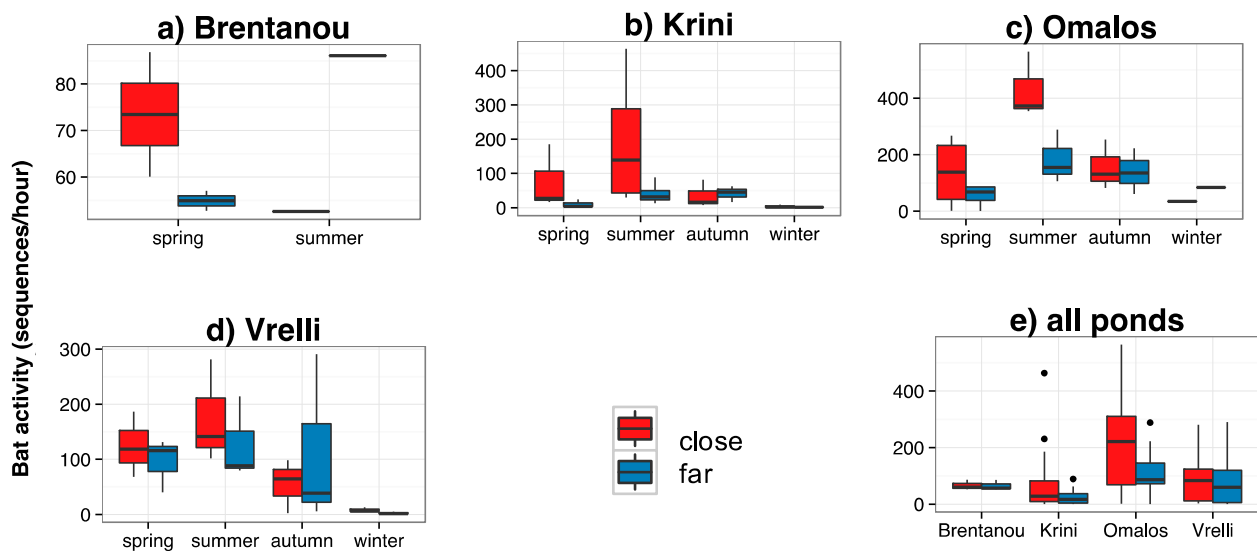 a) Brentanou
80
70
60
spring summer
b) Krini
400
300
200
100
0
spring summer autumn winter
c) Omalos
400
200
0
spring summer autumn winter
Bat activity (sequences/hour)
d) Vrelli
300
200
100
0
spring summer autumn winter
close
far
e) all ponds
400
200
0
Brentanou Krini Omalos Vrelli